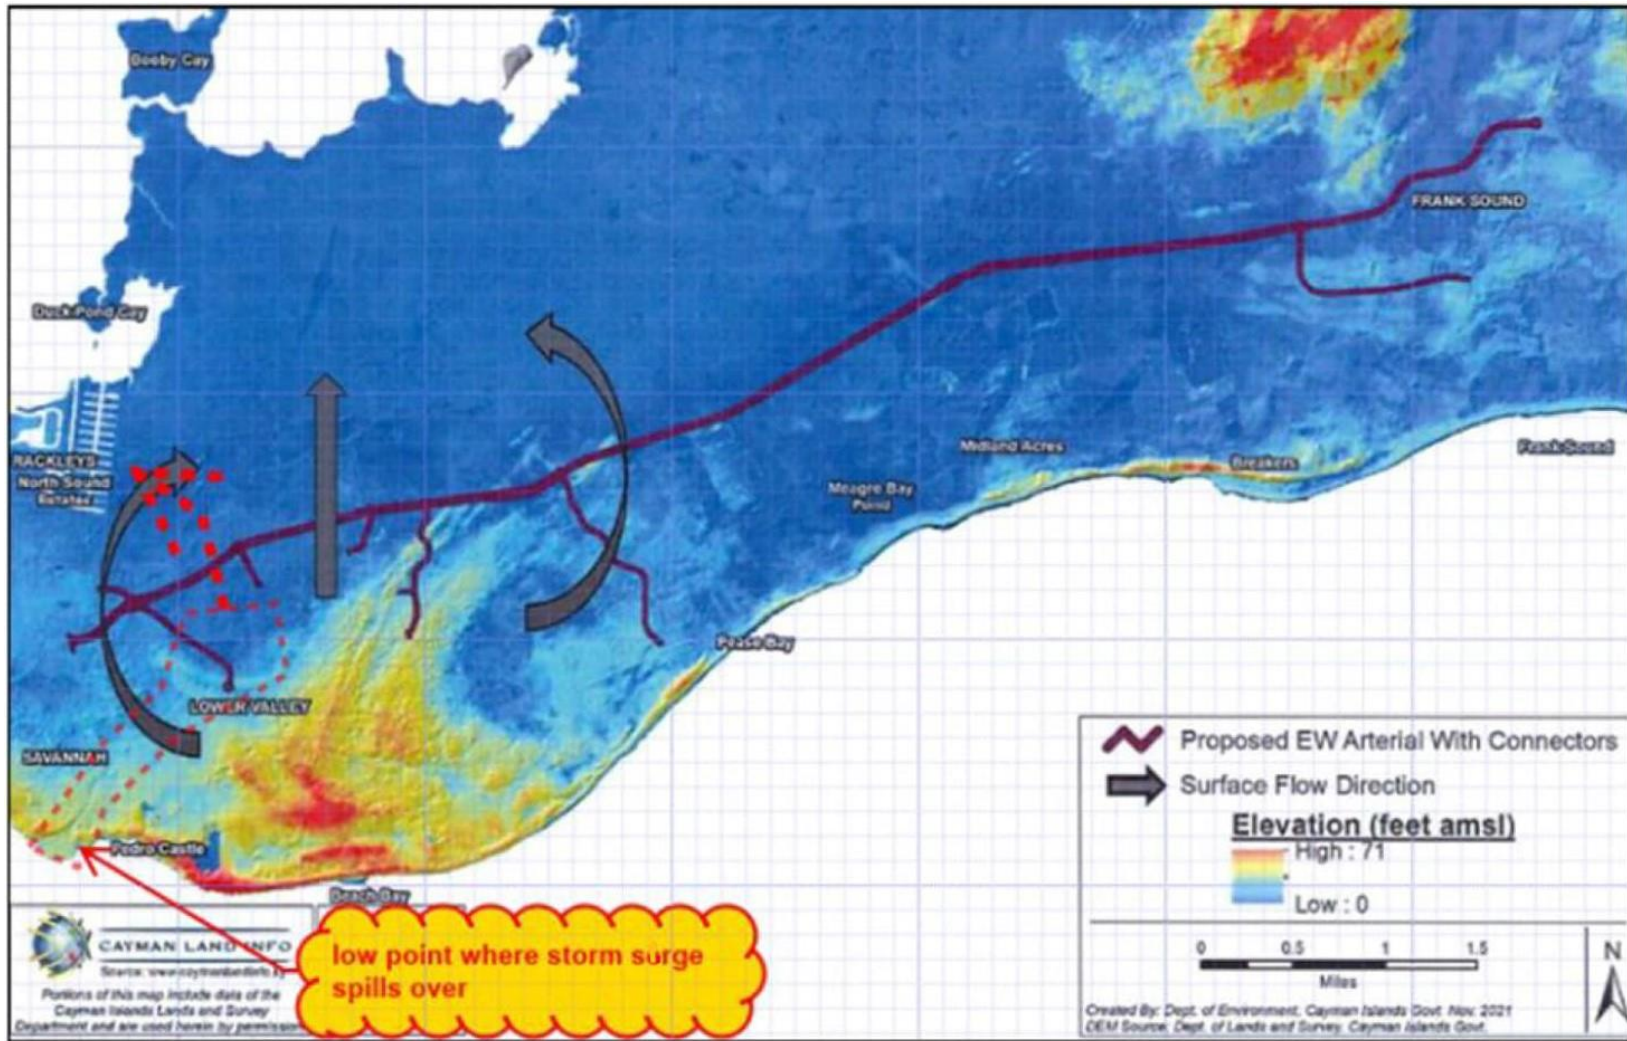 Booby Cay
Duck Pond Cay
RACKLEYS
North Sound
Estates
FRANK SOUND
Midland Acres
Breakers
Frank Sound
Meagre Bay
Pond
Pease Bay
LOWER VALLEY
SAVANNAH
Pedro Castle
Beach Bay
low point where storm surge
spills over
CAYMAN LAND INFO
Source: www.caymanlandinfo.ky
Portions of this map include data of the
Cayman Islands Lands and Survey
Department and are used herein by permission
Proposed EW Arterial With Connectors
Surface Flow Direction
Elevation (feet amsl)
High : 71
Low : 0
0 0.5 1 1.5
Miles
N
Created By: Dept. of Environment, Cayman Islands Govt. Nov. 2021
DEM Source: Dept. of Lands and Survey, Cayman Islands Govt.